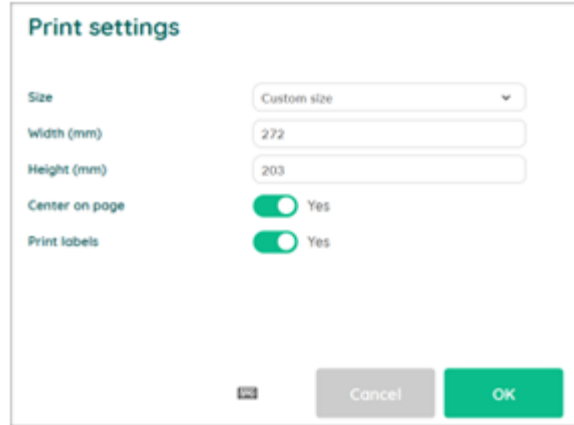 Print settings
Size Custom size
Width (mm) 272
Height (mm) 203
Center on page Yes
Print labels Yes
Cancel OK